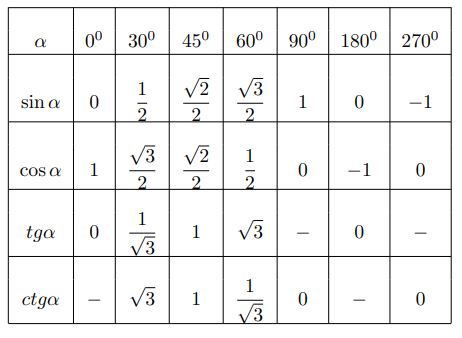 α 0⁰ 30⁰ 45⁰ 60⁰ 90⁰ 180⁰ 270⁰
sin α 0 1/2 √2/2 √3/2 1 0 −1
cos α 1 √3/2 √2/2 1/2 0 −1 0
tgα 0 1/√3 1 √3 − 0 −
ctgα − √3 1 1/√3 0 − 0